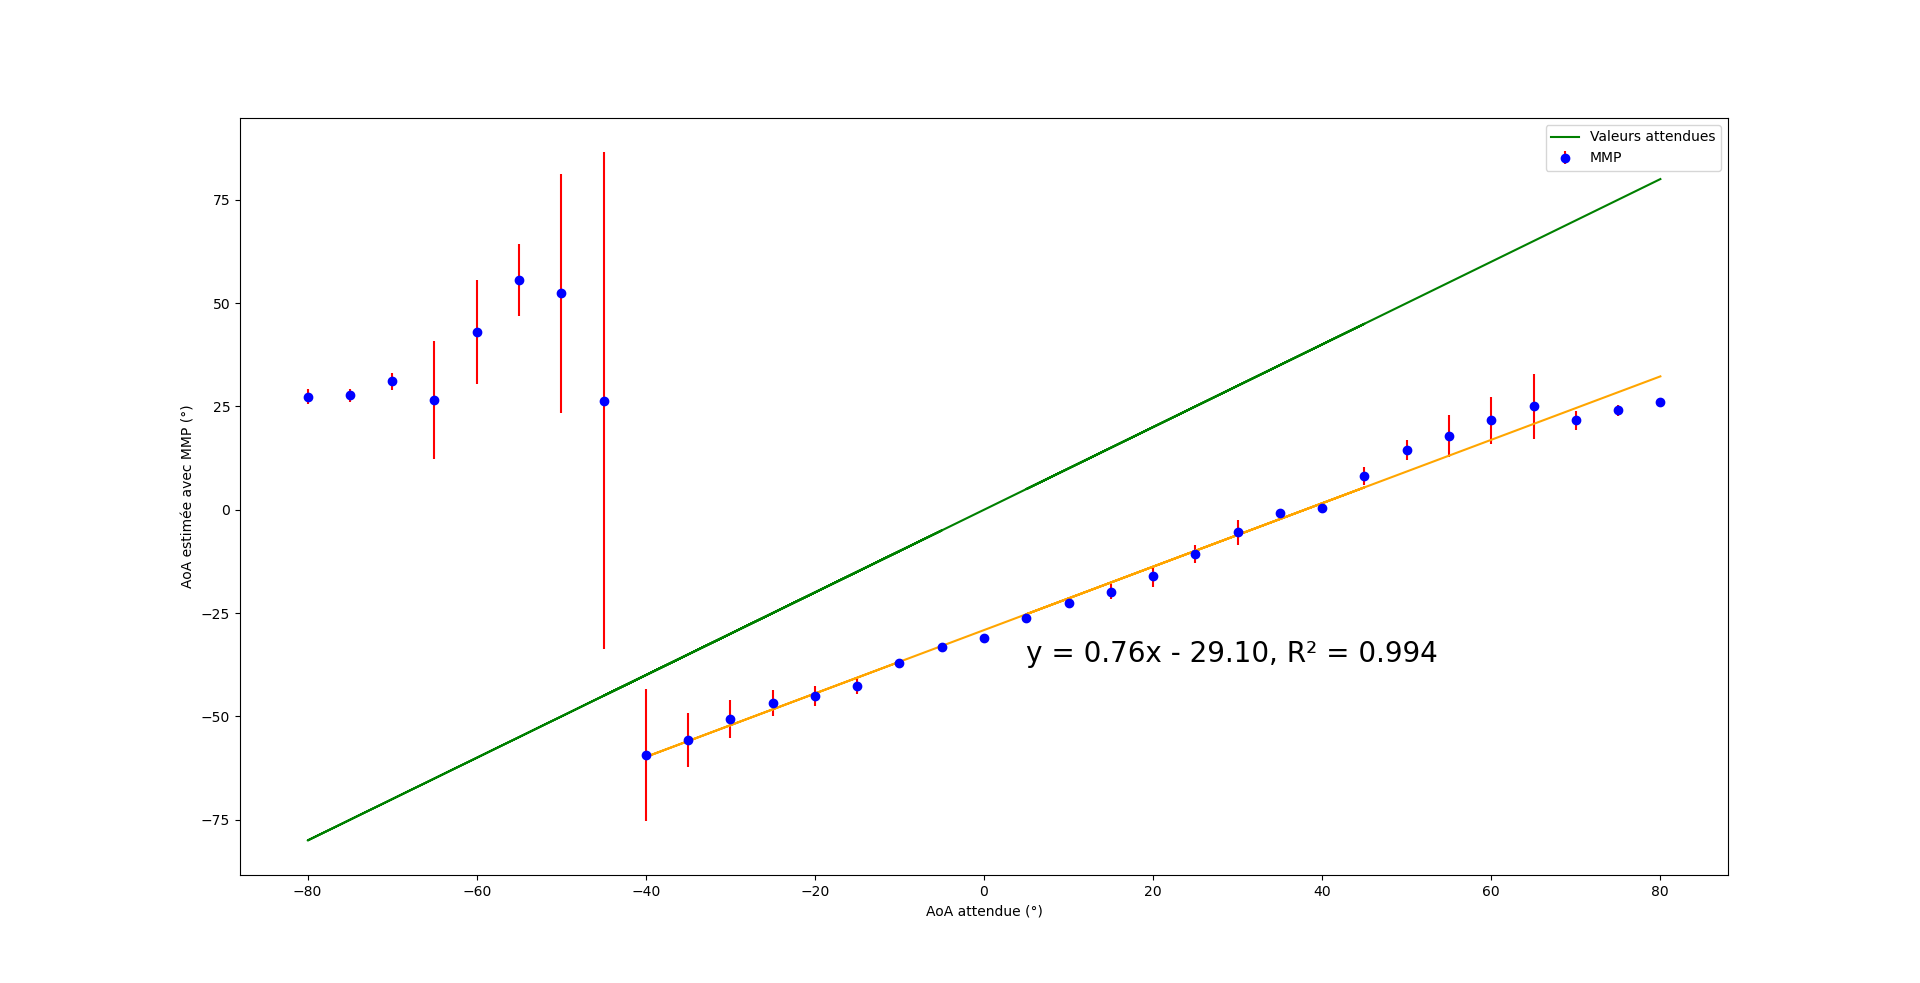 Valeurs attendues
MMP
75
50
25
0
−25
−50
−75
AoA estimée avec MMP (°)
y = 0.76x - 29.10, R² = 0.994
−80 −60 −40 −20 0 20 40 60 80
AoA attendue (°)